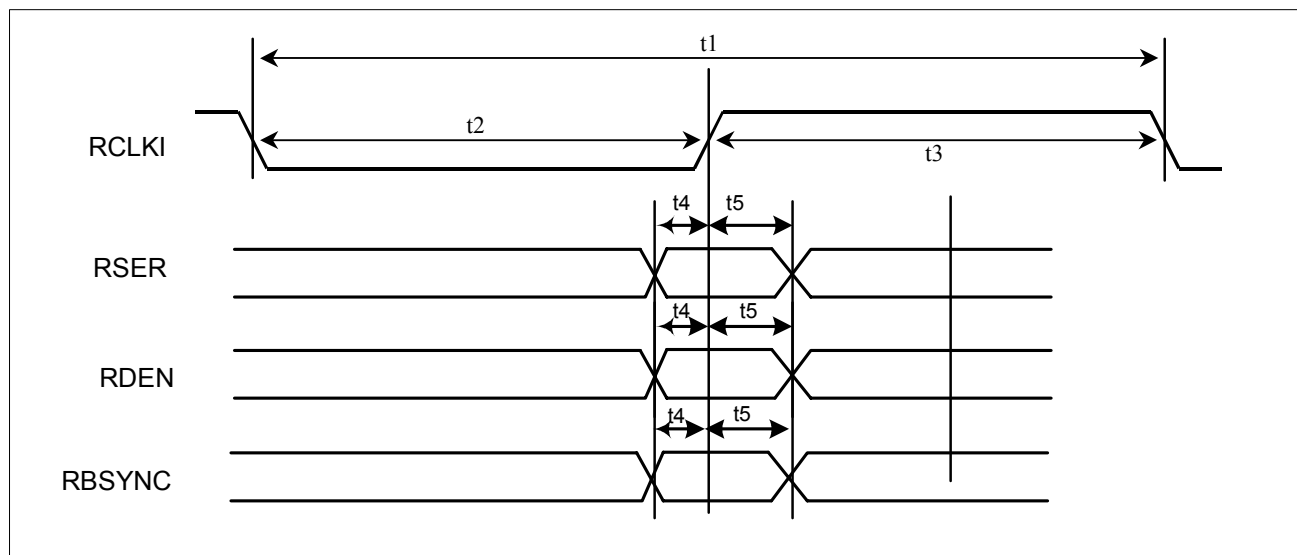 t1
t2
RCLKI
t3
t4 t5
RSER
t4 t5
RDEN
t4 t5
RBSYNC